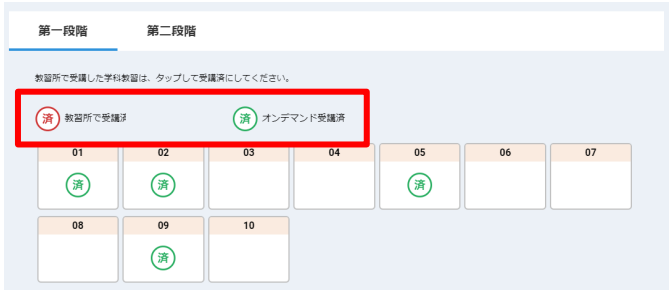 第一段階 第二段階
教習所で受講した学科教習は、タップして受講済にしてください。
済 教習所で受講済 済 オンデマンド受講済
01 02 03 04 05 06 07
済 済 済
08 09 10
済